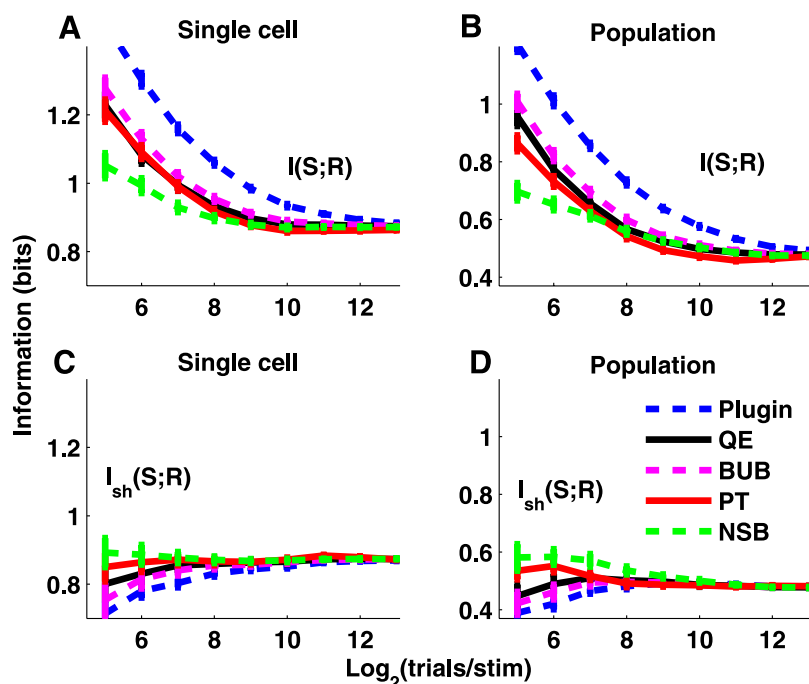 A
Single cell
B
Population
1.2
1
0.8
I(S;R)
6
8
10
12
1
0.8
0.6
0.4
I(S;R)
6
8
10
12
Information (bits)
C
Single cell
D
Population
1.2
1
0.8
I_sh(S;R)
6
8
10
12
1
0.8
0.6
0.4
I_sh(S;R)
Plugin
QE
BUB
PT
NSB
6
8
10
12
Log_2(trials/stim)